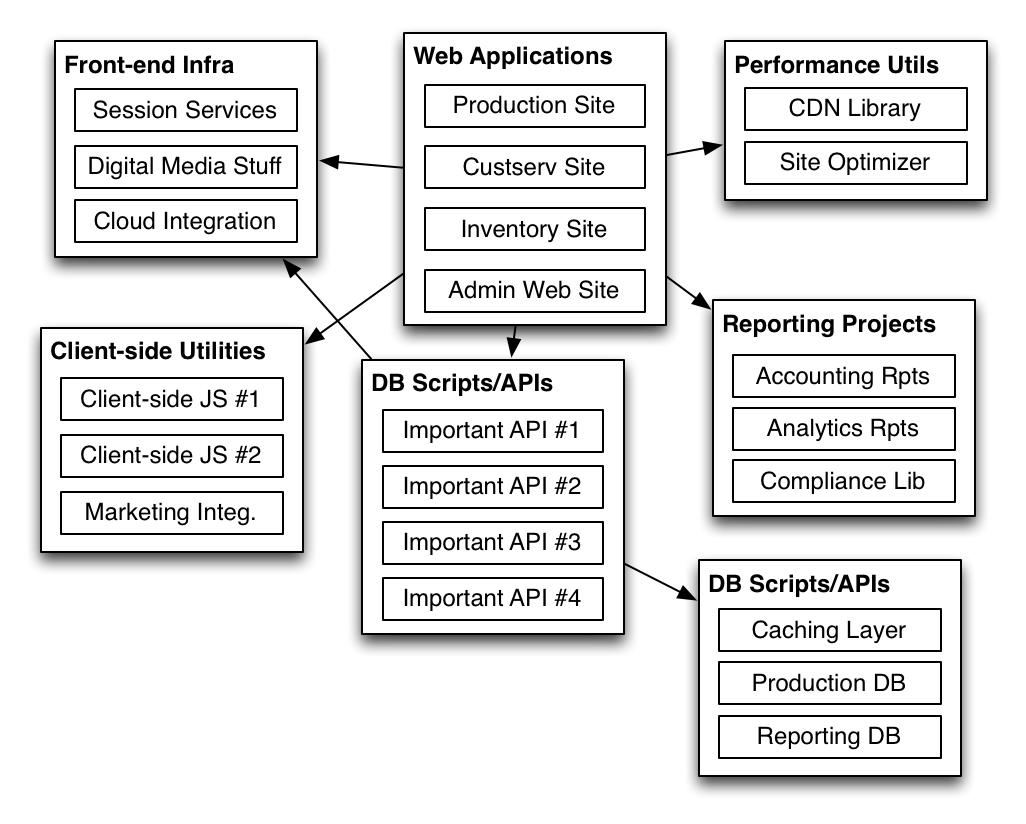 Front-end Infra
Session Services
Digital Media Stuff
Cloud Integration
Web Applications
Production Site
Custserv Site
Inventory Site
Admin Web Site
Performance Utils
CDN Library
Site Optimizer
Client-side Utilities
Client-side JS #1
Client-side JS #2
Marketing Integ.
DB Scripts/APIs
Important API #1
Important API #2
Important API #3
Important API #4
Reporting Projects
Accounting Rpts
Analytics Rpts
Compliance Lib
DB Scripts/APIs
Caching Layer
Production DB
Reporting DB